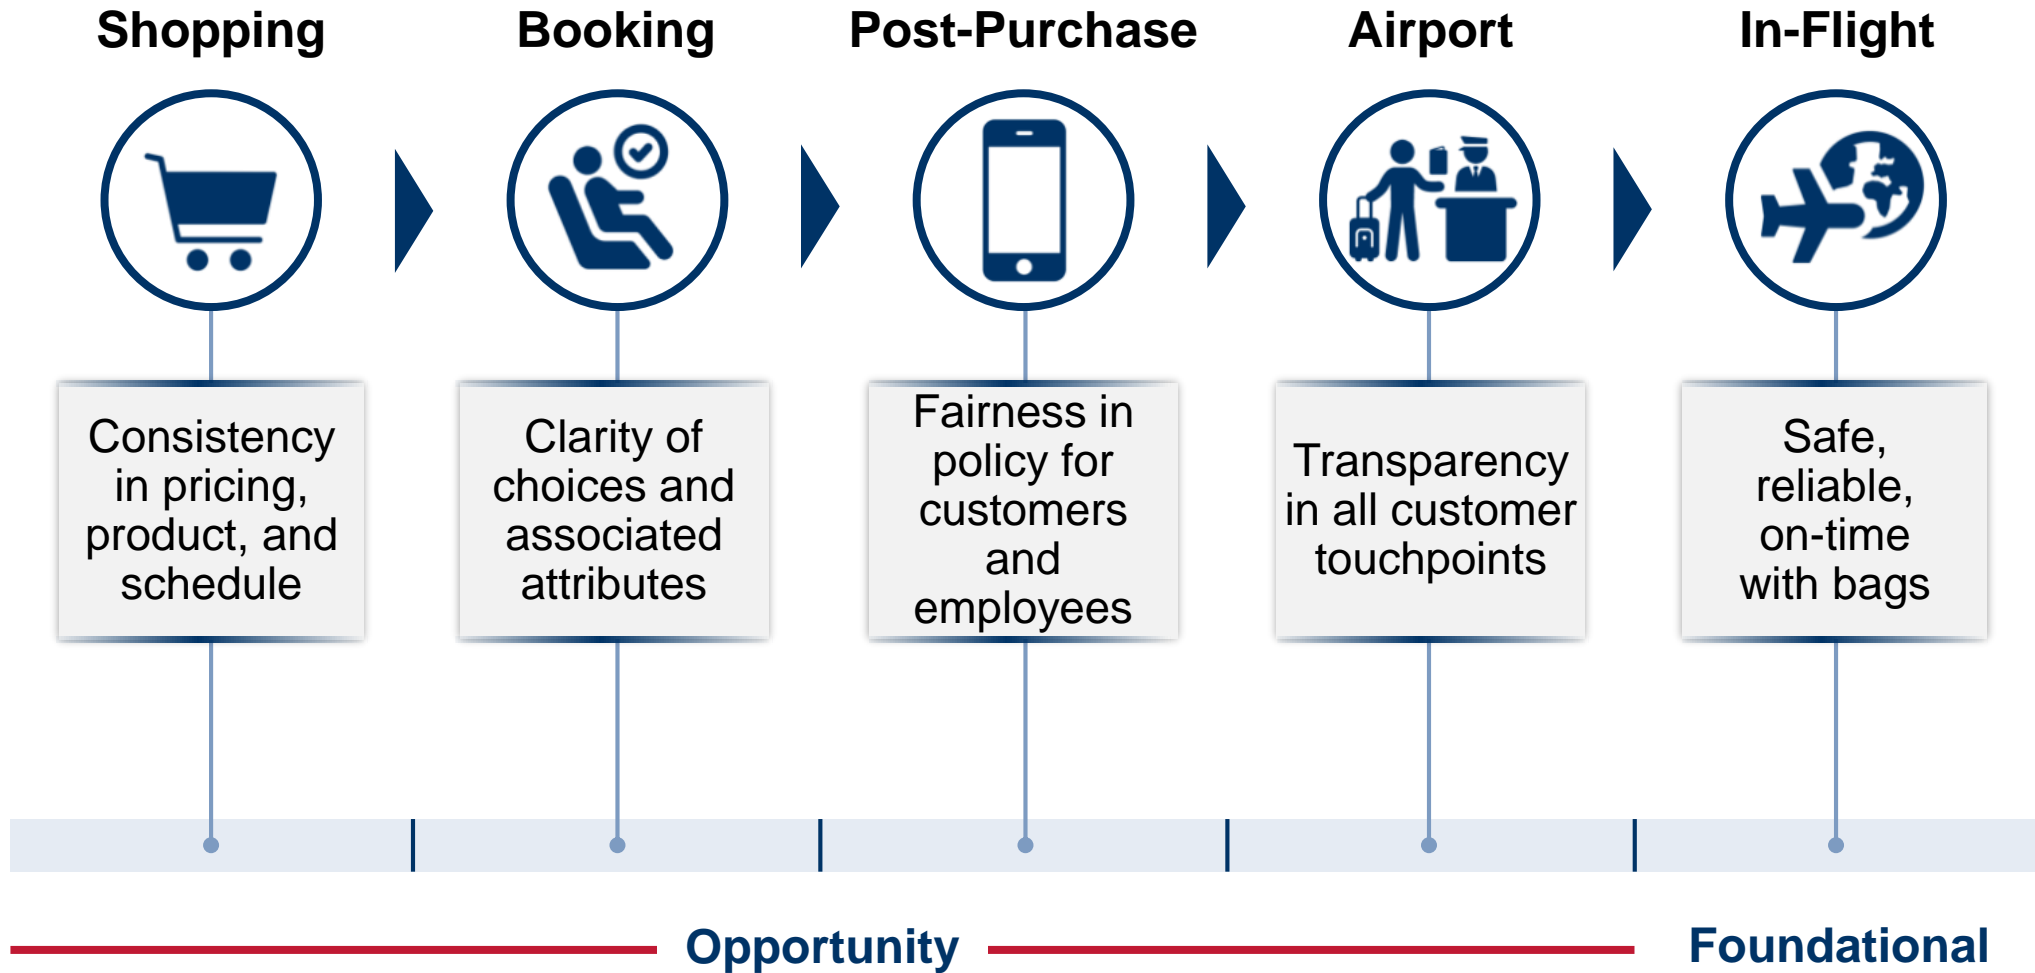 Shopping
Booking
Post-Purchase
Airport
In-Flight
Consistency
in pricing,
product, and
schedule
Clarity of
choices and
associated
attributes
Fairness in
policy for
customers
and
employees
Transparency
in all customer
touchpoints
Safe,
reliable,
on-time
with bags
Opportunity
Foundational